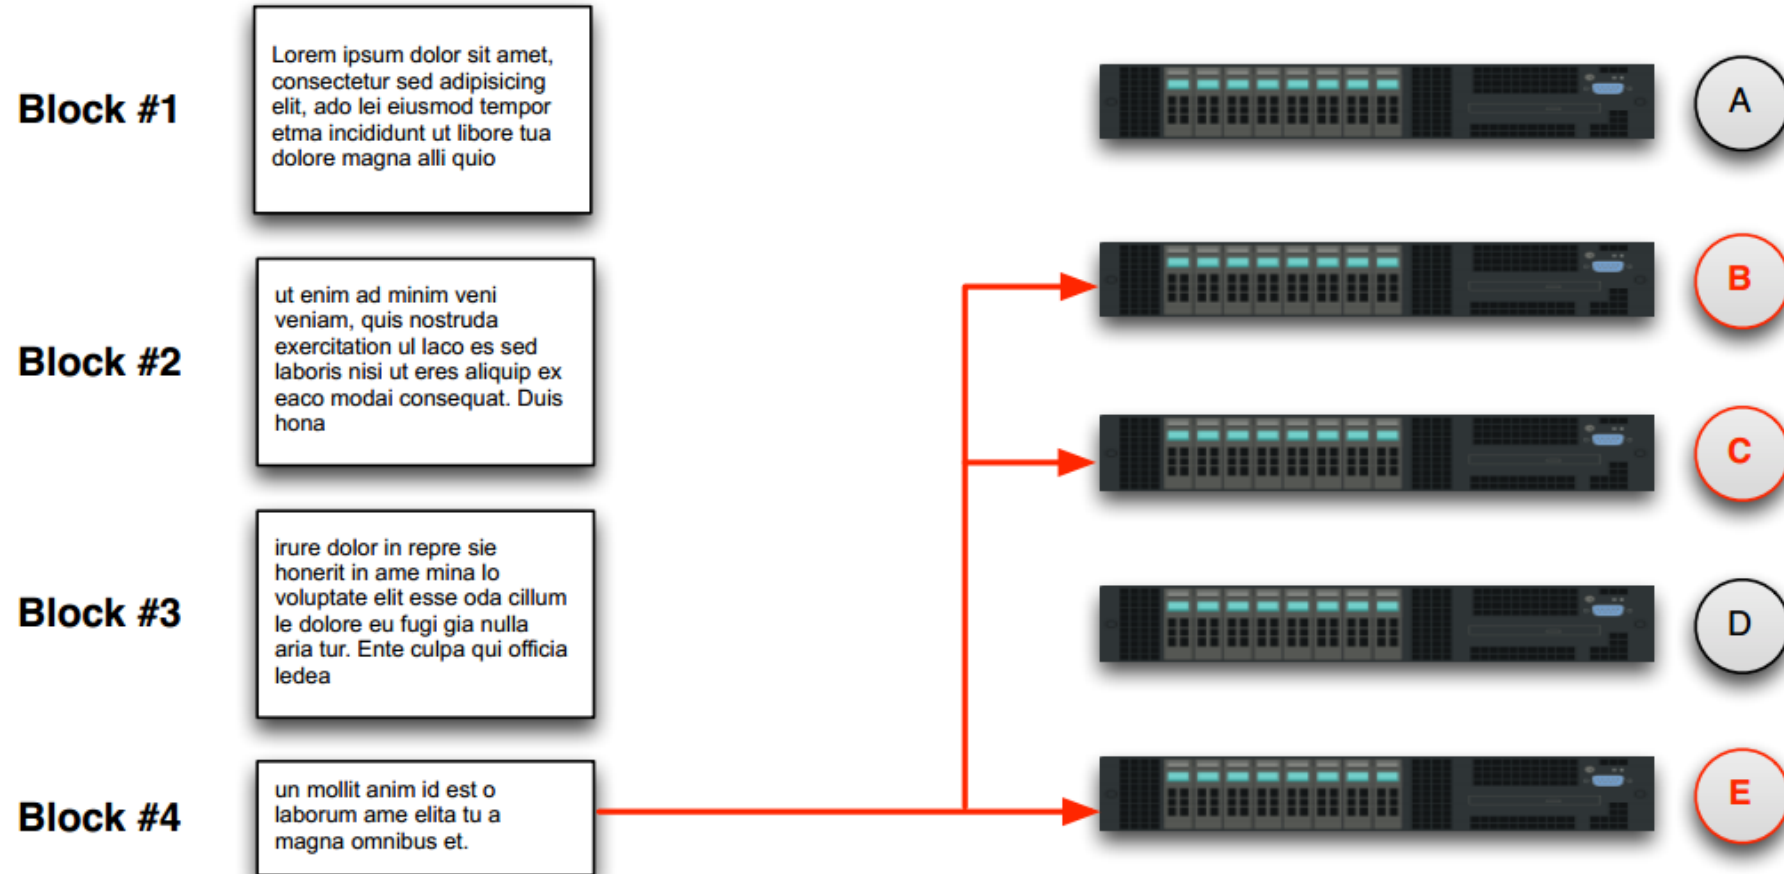 Block #1
Lorem ipsum dolor sit amet,
consectetur sed adipisicing
elit, ado lei eiusmod tempor
etma incididunt ut libore tua
dolore magna alli quio
A
B
Block #2
ut enim ad minim veni
veniam, quis nostruda
exercitation ul laco es sed
laboris nisi ut eres aliquip ex
eaco modai consequat. Duis
hona
C
Block #3
irure dolor in repre sie
honerit in ame mina lo
voluptate elit esse oda cillum
le dolore eu fugi gia nulla
aria tur. Ente culpa qui officia
ledea
D
Block #4
un mollit anim id est o
laborum ame elita tu a
magna omnibus et.
E